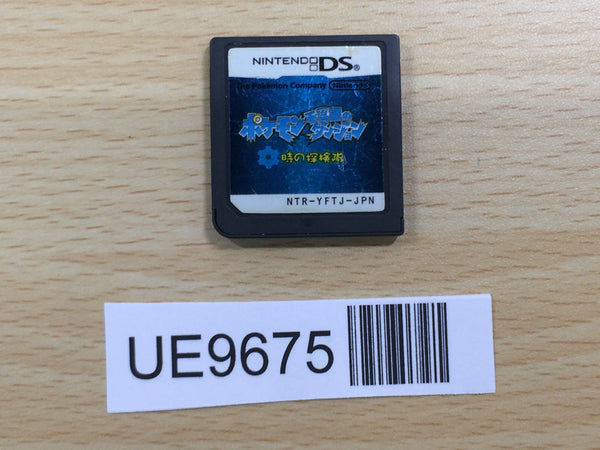 NINTENDO DS
The Pokémon Company Nintendo
ポケモン 不思議のダンジョン
時の探検隊
NTR-YFTJ-JPN
UE9675